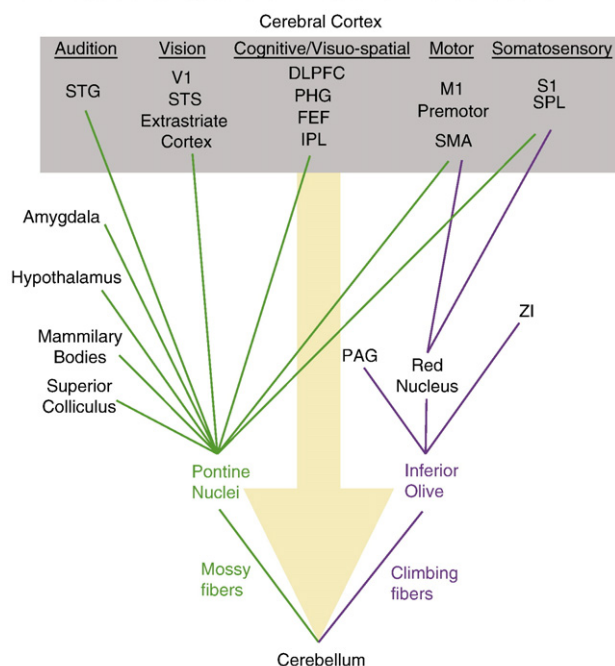 Cerebral Cortex
Audition
STG
Vision
V1
STS
Extrastriate
Cortex
Cognitive/Visuo-spatial
DLPFC
PHG
FEF
IPL
Motor
M1
Premotor
SMA
Somatosensory
S1
SPL
Amygdala
Hypothalamus
Mammilary
Bodies
Superior
Colliculus
PAG
Red
Nucleus
ZI
Pontine
Nuclei
Inferior
Olive
Mossy
fibers
Climbing
fibers
Cerebellum